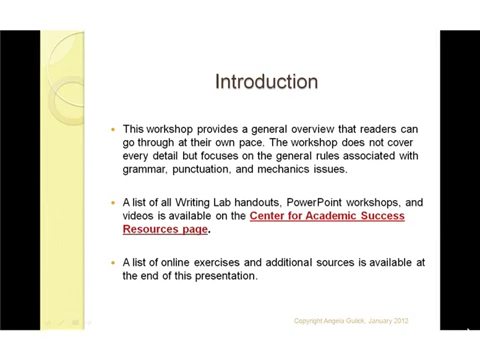 Introduction
This workshop provides a general overview that readers can
go through at their own pace. The workshop does not cover
every detail but focuses on the general rules associated with
grammar, punctuation, and mechanics issues.
A list of all Writing Lab handouts, PowerPoint workshops, and
videos is available on the Center for Academic Success
Resources page.
A list of online exercises and additional sources is available at
the end of this presentation.
Copyright Angela Gulick, January 2012